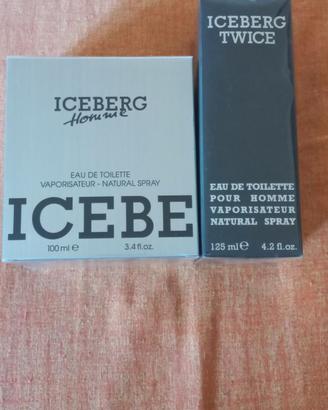 ICEBERG
Homme
EAU DE TOILETTE
VAPORISATEUR - NATURAL SPRAY
ICEBE
100 ml e 3.4 fl.oz.
ICEBERG
TWICE
EAU DE TOILETTE
POUR HOMME
VAPORISATEUR
NATURAL SPRAY
125 ml e 4.2 fl.oz.